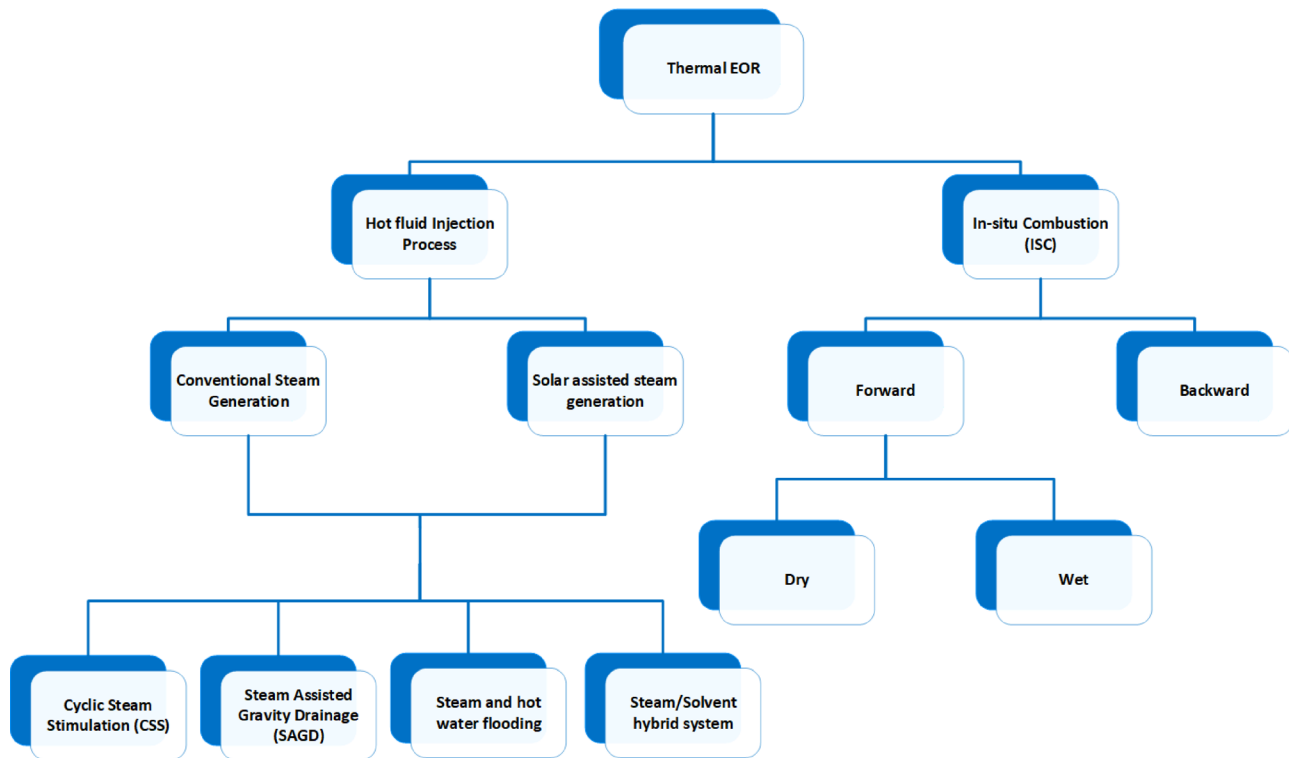 Thermal EOR
Hot fluid Injection
Process
In-situ Combustion
(ISC)
Conventional Steam
Generation
Solar assisted steam
generation
Forward
Backward
Dry
Wet
Cyclic Steam
Stimulation (CSS)
Steam Assisted
Gravity Drainage
(SAGD)
Steam and hot
water flooding
Steam/Solvent
hybrid system